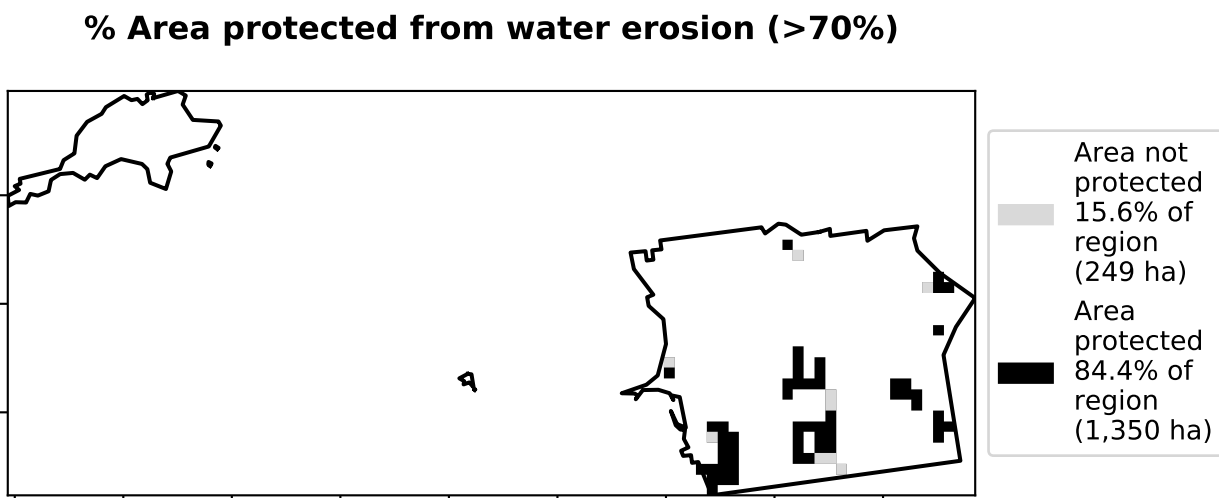 % Area protected from water erosion (>70%)
Area not
protected
15.6% of
region
(249 ha)
Area
protected
84.4% of
region
(1,350 ha)